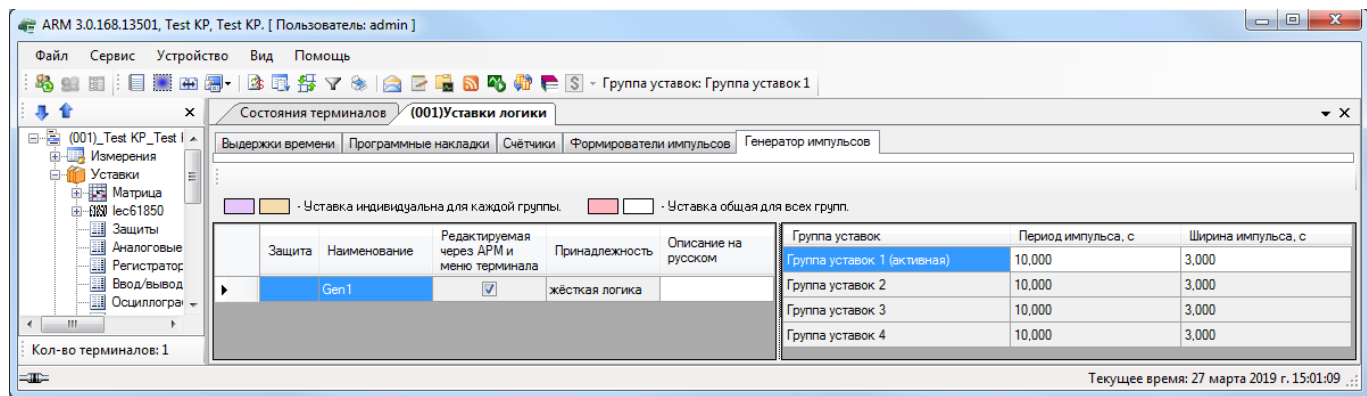 ARM 3.0.168.13501, Test KP, Test KP. [ Пользователь: admin ]
Файл Сервис Устройство Вид Помощь
S Группа уставок: Группа уставок 1
Состояния терминалов (001)Уставки логики
(001)_Test KP_Test
Измерения
Уставки
Матрица
61850 Iec61850
Защиты
Аналоговые
Регистратор
Ввод/вывод
Осциллогра
Кол-во терминалов: 1
Выдержки времени Программные накладки Счётчики Формирователи импульсов Генератор импульсов
- Уставка индивидуальна для каждой группы. - Уставка общая для всех групп.
Защита Наименование Редактируемая через АРМ и меню терминала Принадлежность Описание на русском
Gen1 жёсткая логика
Группа уставок Период импульса, с Ширина импульса, с
Группа уставок 1 (активная) 10,000 3,000
Группа уставок 2 10,000 3,000
Группа уставок 3 10,000 3,000
Группа уставок 4 10,000 3,000
Текущее время: 27 марта 2019 г. 15:01:09